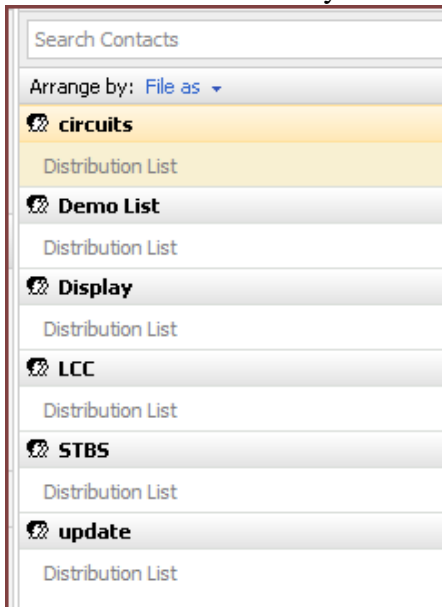 Search Contacts
Arrange by: File as
circuits
Distribution List
Demo List
Distribution List
Display
Distribution List
LCC
Distribution List
STBS
Distribution List
update
Distribution List